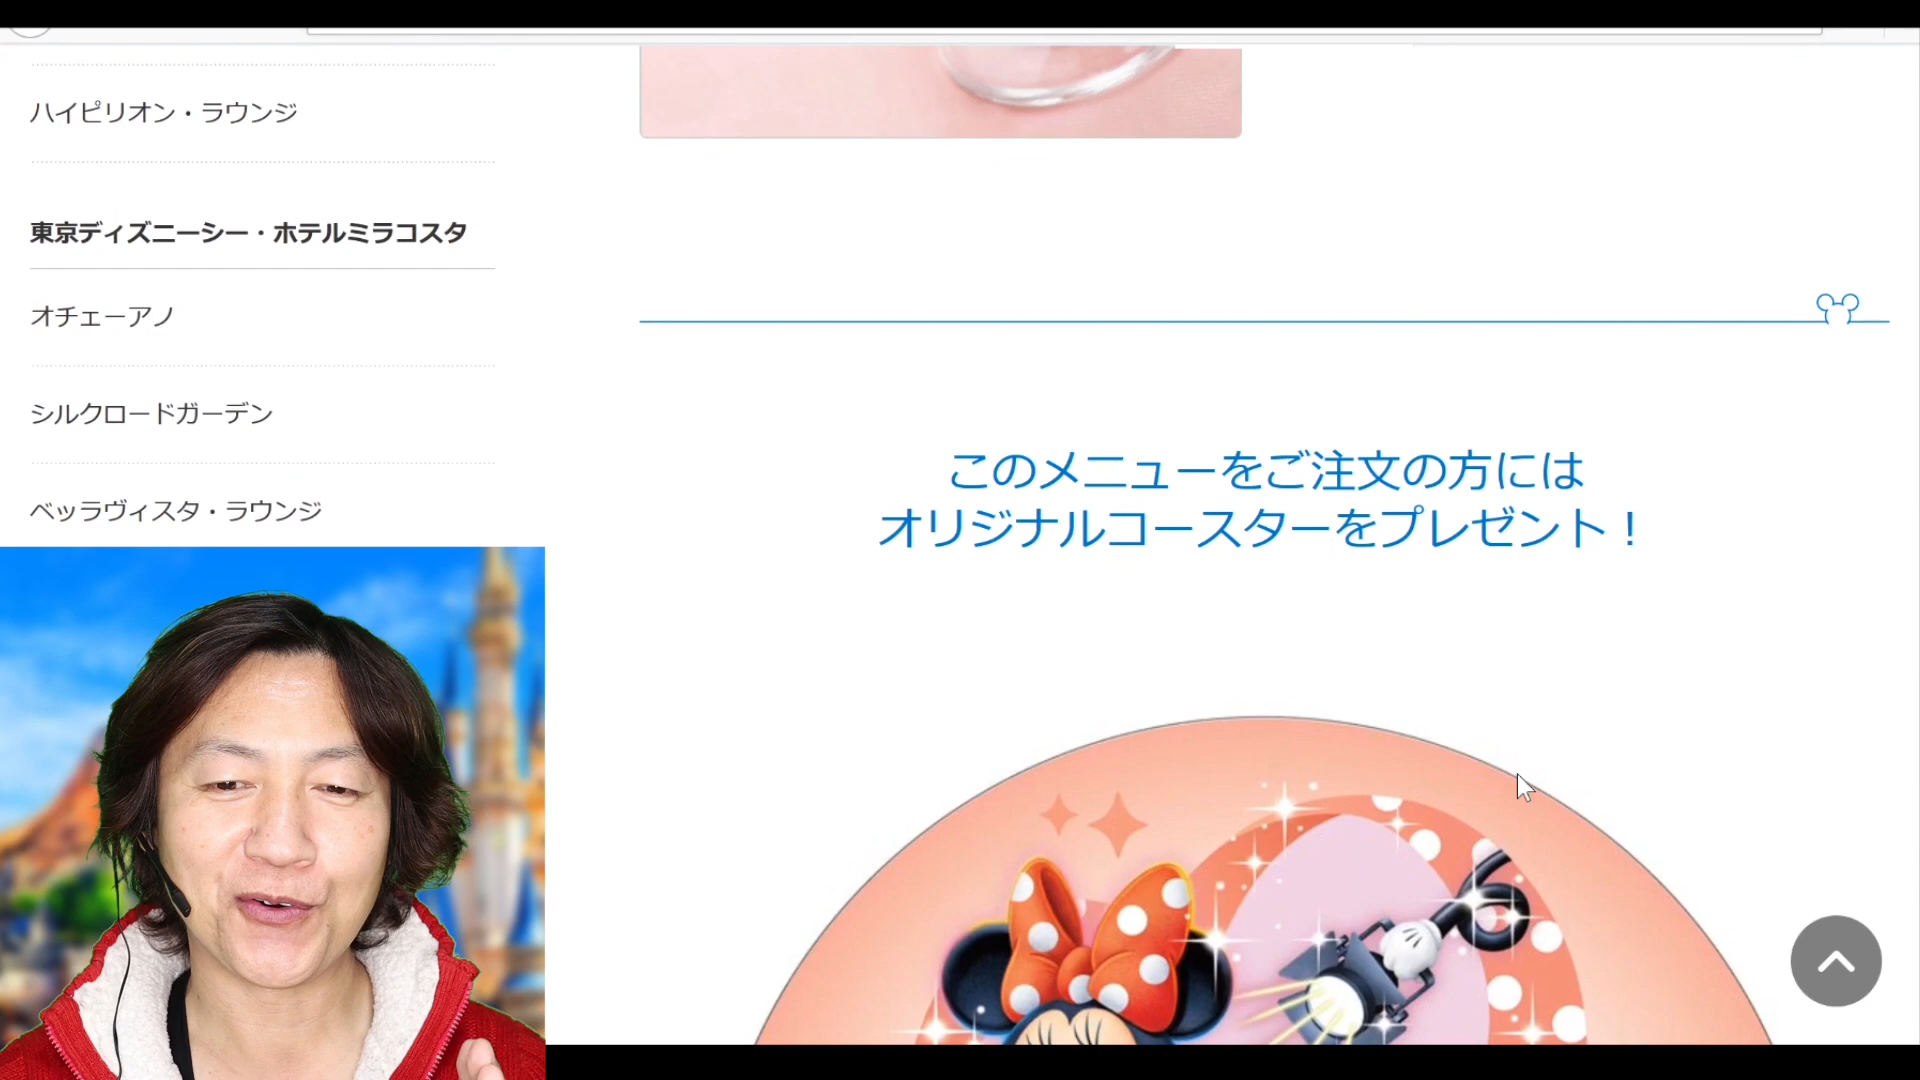 ハイピリオン・ラウンジ
東京ディズニーシー・ホテルミラコスタ
オチェーアノ
シルクロードガーデン
ベッラヴィスタ・ラウンジ
このメニューをご注文の方には
オリジナルコースターをプレゼント！